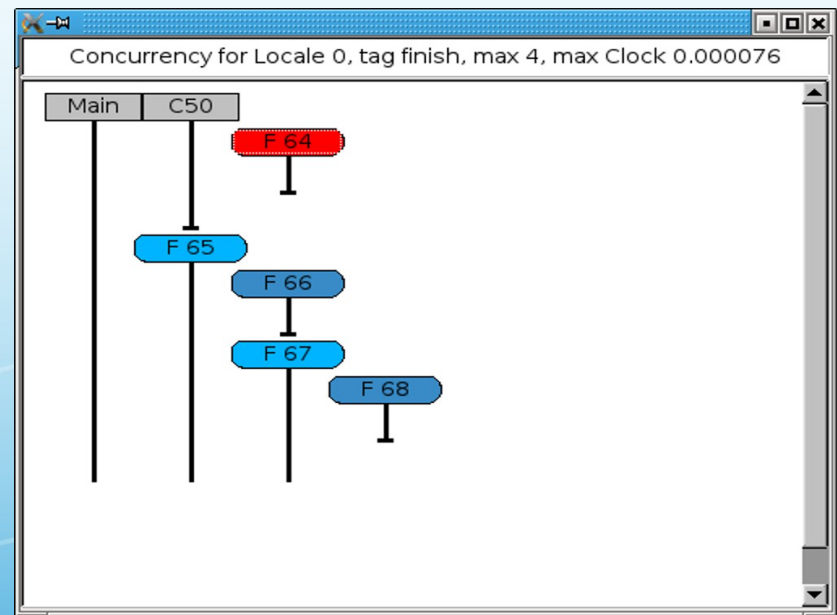 Concurrency for Locale 0, tag finish, max 4, max Clock 0.000076
Main C50
F 64
F 65
F 66
F 67
F 68